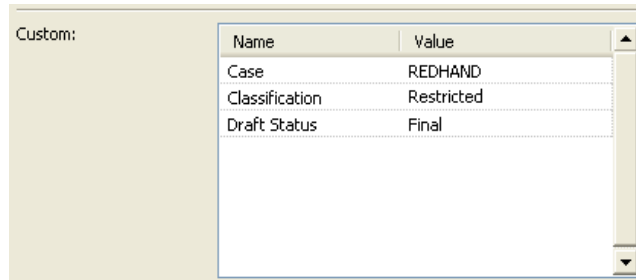 Custom:
Name Value
Case REDHAND
Classification Restricted
Draft Status Final